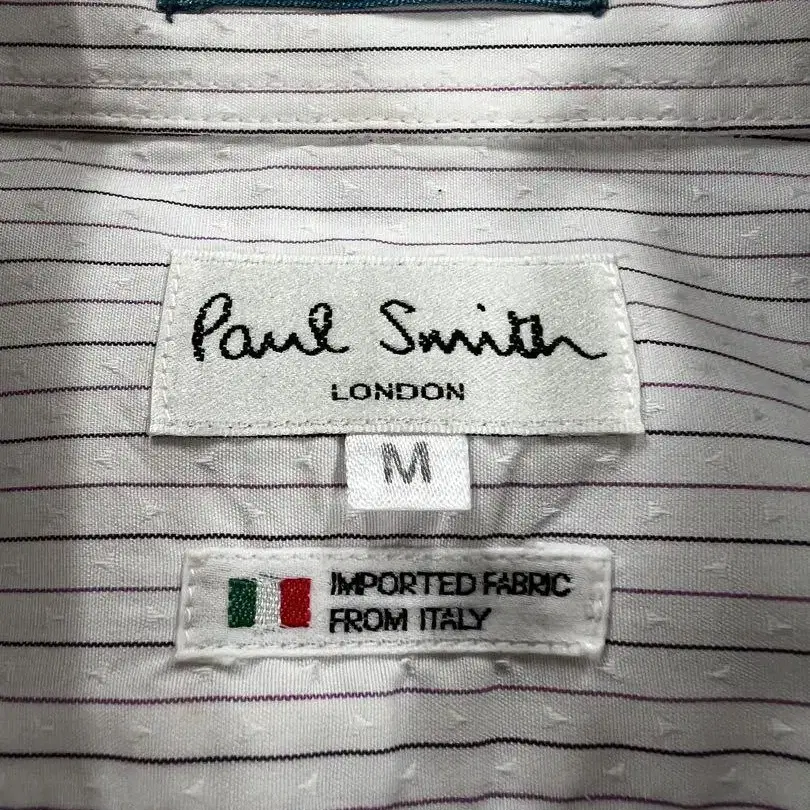 Paul Smith
LONDON
M
IMPORTED FABRIC
FROM ITALY